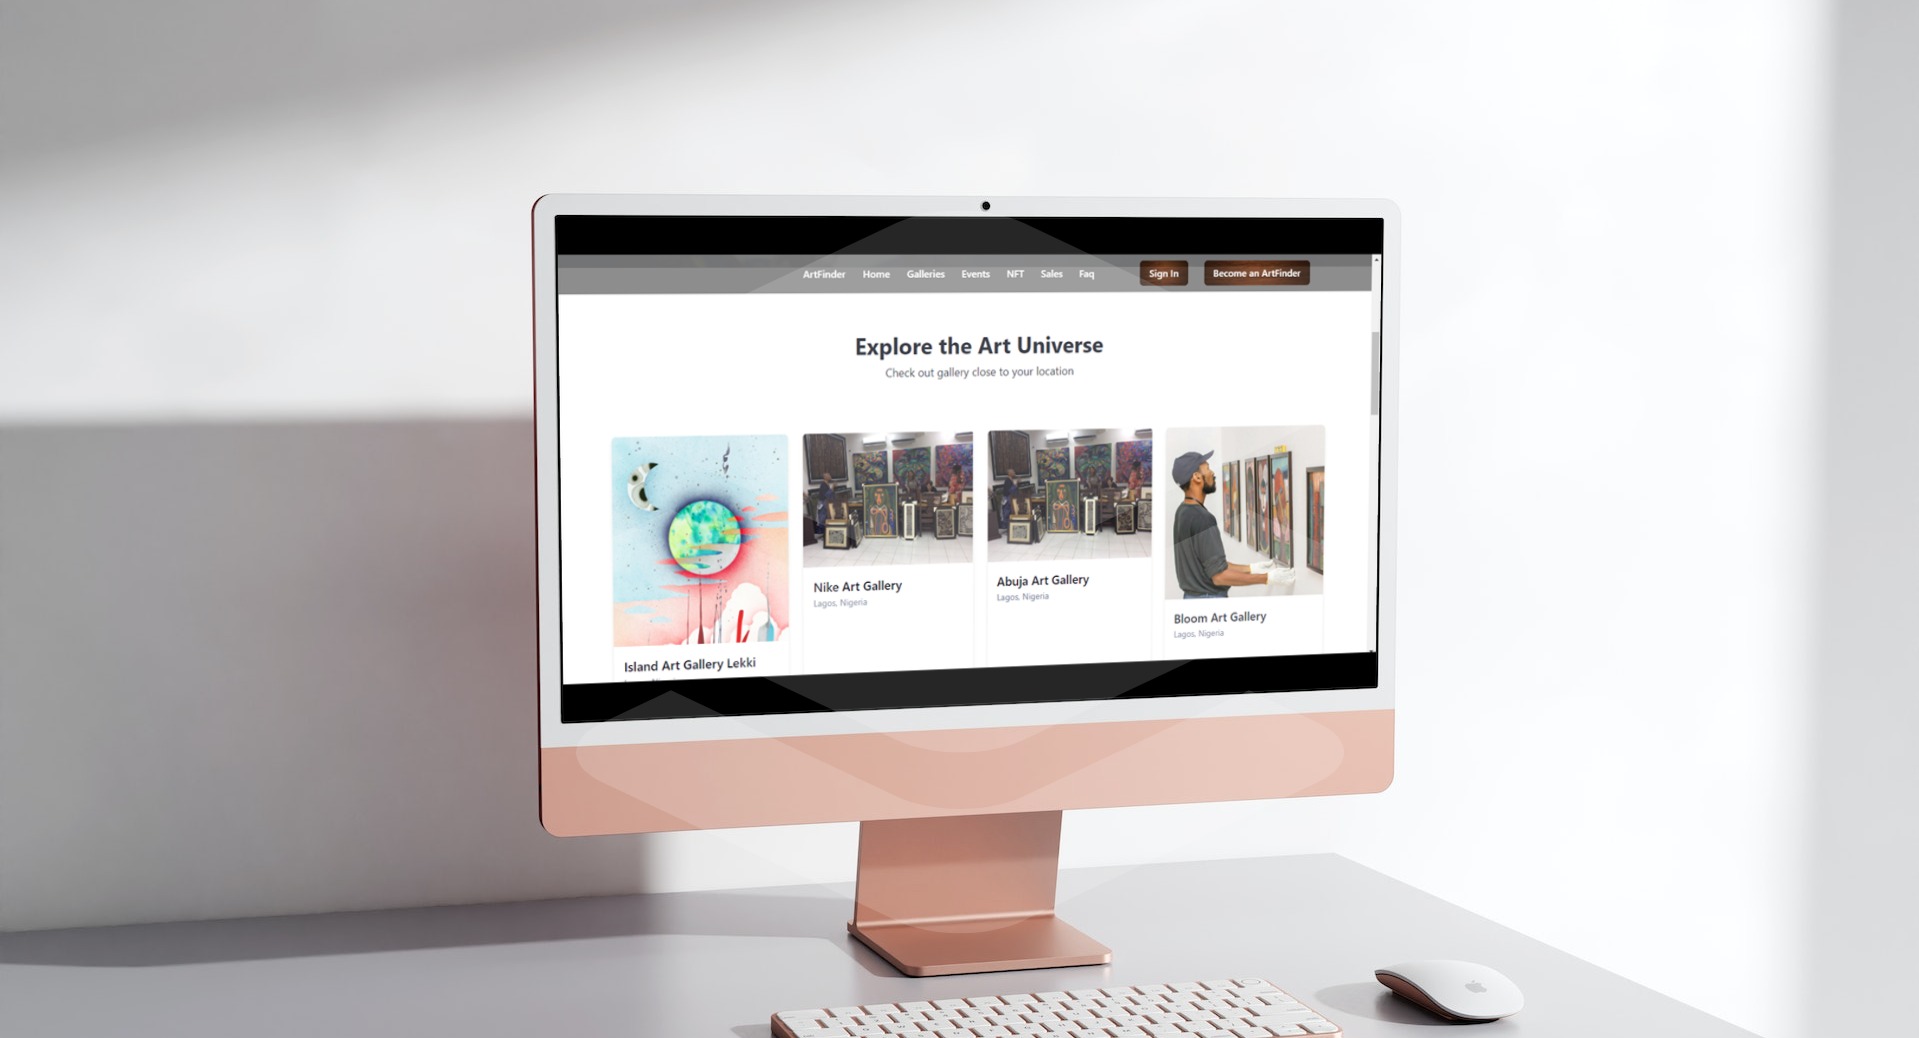 ArtFinder Home Galleries Events NFT Sales Faq Sign In Become an ArtFinder
Explore the Art Universe
Check out gallery close to your location
Island Art Gallery Lekki
Nike Art Gallery
Lagos, Nigeria
Abuja Art Gallery
Lagos, Nigeria
Bloom Art Gallery
Lagos, Nigeria